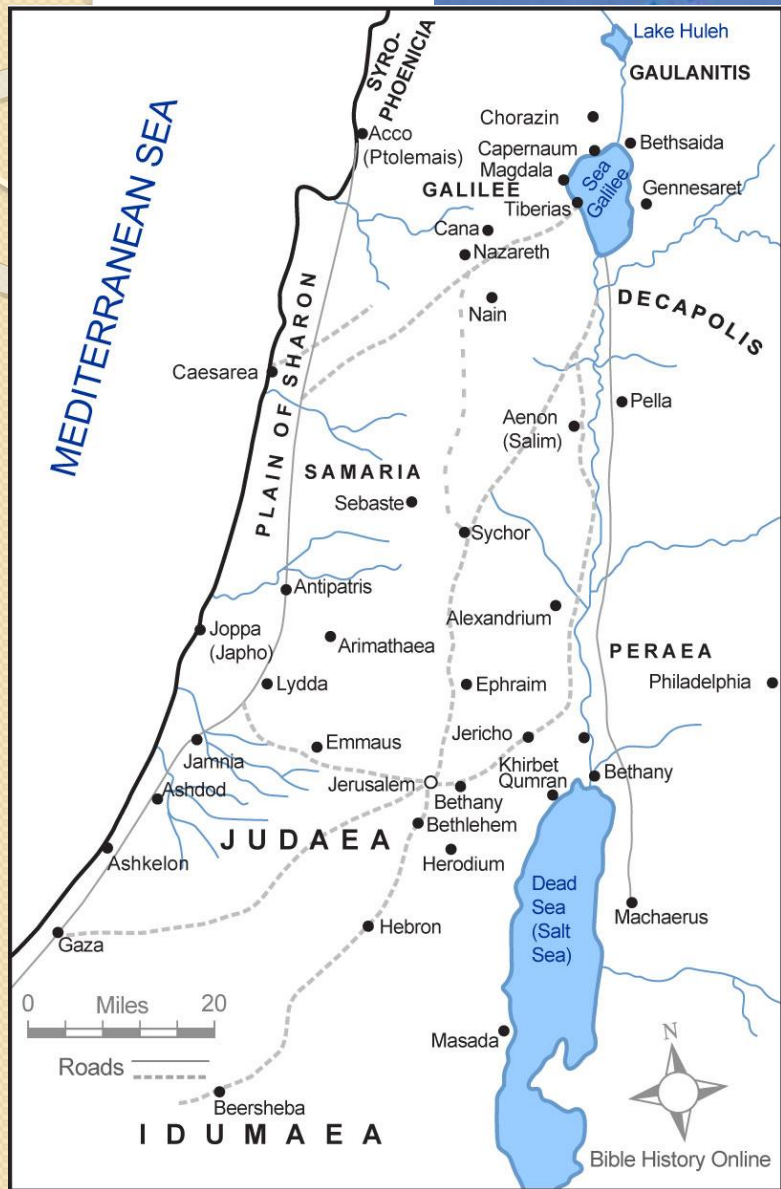 Lake Huleh
SYRO-
PHOENICIA
GAULANITIS
MEDITERRANEAN SEA
Chorazin
Acco
(Ptolemais)
Capernaum
Bethsaida
Magdala
Sea
Galilee
GALILEE
Gennesaret
Tiberias
Cana
Nazareth
DECAPOLIS
Nain
PLAIN OF SHARON
Caesarea
Pella
Aenon
(Salim)
SAMARIA
Sebaste
Sychor
Antipatris
Alexandrium
Joppa
(Japho)
Arimathaea
PERAEA
Lydda
Ephraim
Philadelphia
Jamnia
Emmaus
Jericho
Khirbet
Qumran
Bethany
Jerusalem
Bethany
Ashdod
Bethlehem
JUDAEA
Herodium
Ashkelon
Dead
Sea
(Salt
Sea)
Machaerus
Hebron
Gaza
0 Miles 20
Roads
Masada
N
Beersheba
IDUMAEA
Bible History Online